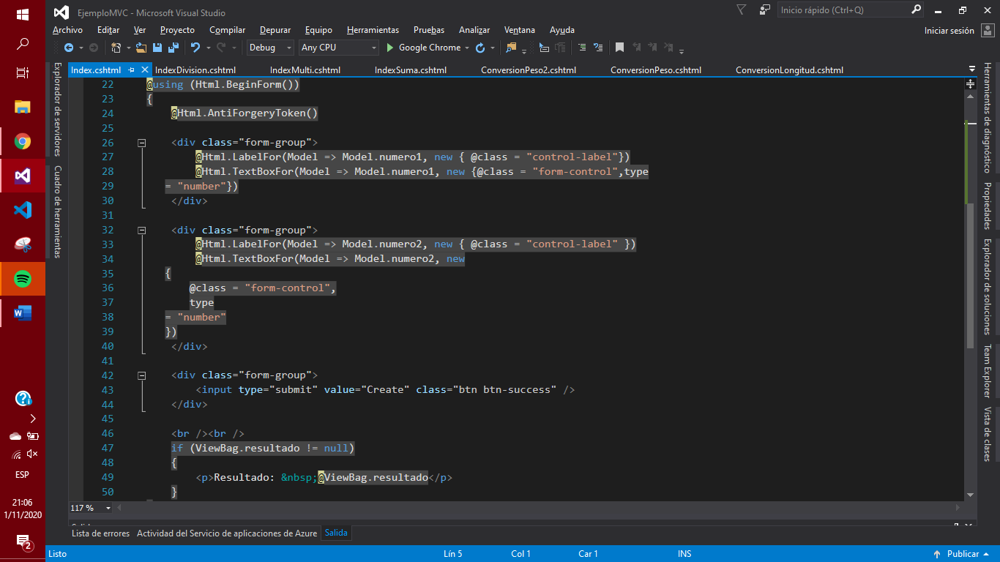 EjemploMVC - Microsoft Visual Studio
Inicio rápido (Ctrl+Q)
Archivo Editar Ver Proyecto Compilar Depurar Equipo Herramientas Pruebas Analizar Ventana Ayuda
Iniciar sesión
Debug Any CPU Google Chrome
Index.cshtml IndexDivision.cshtml IndexMulti.cshtml IndexSuma.cshtml ConversionPeso2.cshtml ConversionPeso.cshtml ConversionLongitud.cshtml
Explorador de servidores
Cuadro de herramientas
22 @using (Html.BeginForm())
23 {
24 @Html.AntiForgeryToken()
25
26 <div class="form-group">
27 @Html.LabelFor(Model => Model.numero1, new { @class = "control-label"})
28 @Html.TextBoxFor(Model => Model.numero1, new {@class = "form-control",type
29 = "number"})
30 </div>
31
32 <div class="form-group">
33 @Html.LabelFor(Model => Model.numero2, new { @class = "control-label" })
34 @Html.TextBoxFor(Model => Model.numero2, new
35 {
36 @class = "form-control",
37 type
38 = "number"
39 })
40 </div>
41
42 <div class="form-group">
43 <input type="submit" value="Create" class="btn btn-success" />
44 </div>
45
46 <br /><br />
47 if (ViewBag.resultado != null)
48 {
49 <p>Resultado: &nbsp;@ViewBag.resultado</p>
50 }
Herramientas de diagnóstico
Propiedades
Explorador de soluciones
Team Explorer
Vista de clases
117 %
Salida
Lista de errores Actividad del Servicio de aplicaciones de Azure Salida
Listo Lín 5 Col 1 Car 1 INS Publicar
ESP
21:06
1/11/2020
2